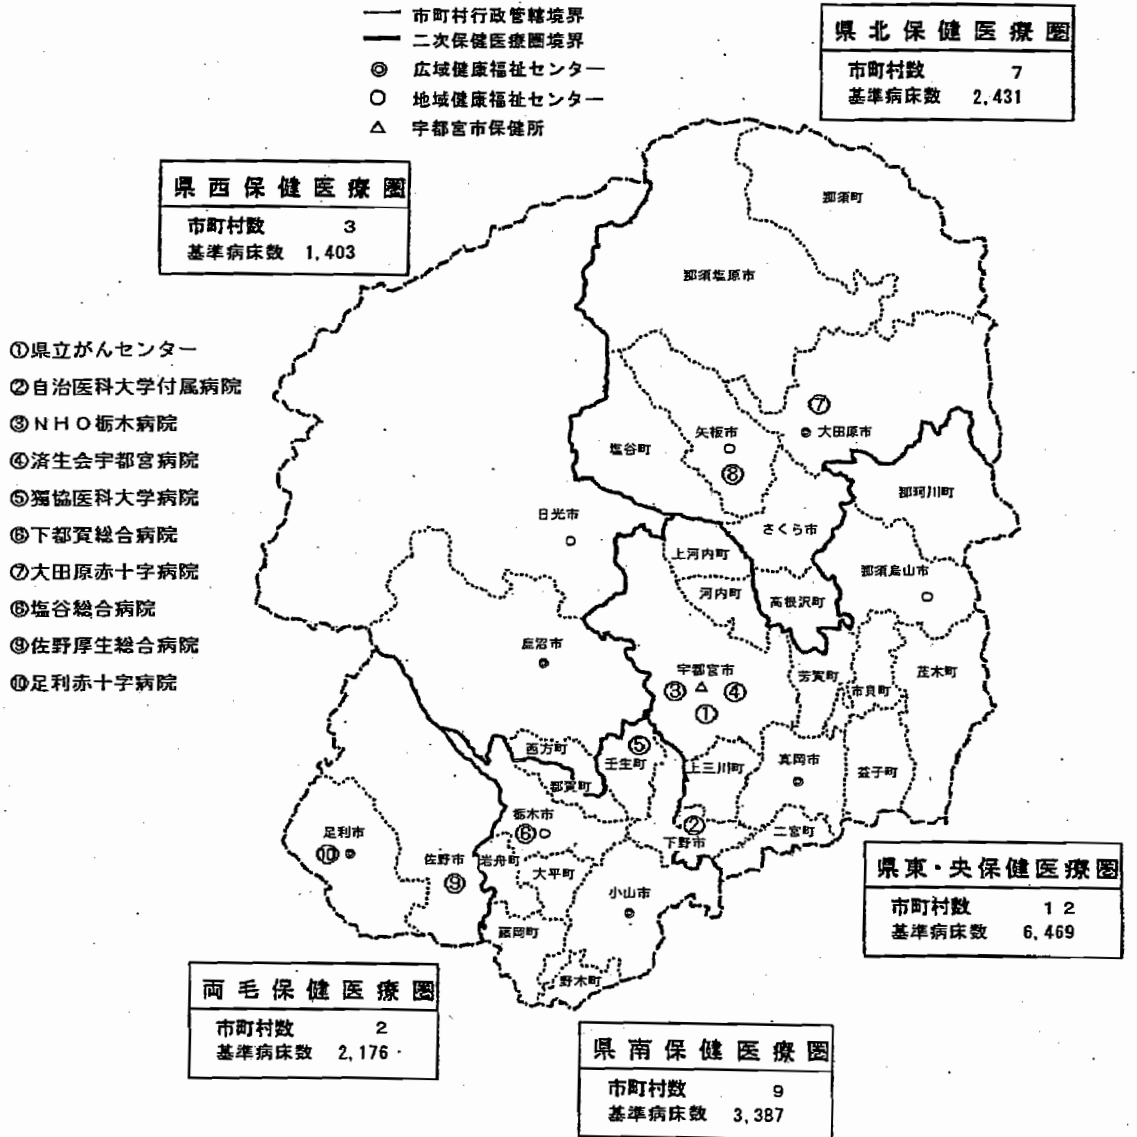 市町村行政管轄境界
二次保健医療圏境界
◎ 広域健康福祉センター
○ 地域健康福祉センター
△ 宇都宮市保健所
県北保健医療圏
市町村数 7
基準病床数 2,431
県西保健医療圏
市町村数 3
基準病床数 1,403
①県立がんセンター
②自治医科大学付属病院
③NHO栃木病院
④済生会宇都宮病院
⑤獨協医科大学病院
⑥下都賀総合病院
⑦大田原赤十字病院
⑧塩谷総合病院
⑨佐野厚生総合病院
⑩足利赤十字病院
那須町
那須塩原市
⑦
大田原市
矢板市
⑧
塩谷町
那珂川町
日光市
さくら市
上河内町
那須烏山市
河内町
高根沢町
鹿沼市
宇都宮市
③ △ ④
①
芳賀町
市貝町
茂木町
西方町
⑤
壬生町
上三川町
真岡市
益子町
都賀町
栃木市
⑥
②
下野市
二宮町
足利市
⑩
佐野市
⑨
岩舟町
大平町
小山市
藤岡町
野木町
県東・央保健医療圏
市町村数 12
基準病床数 6,469
両毛保健医療圏
市町村数 2
基準病床数 2,176
県南保健医療圏
市町村数 9
基準病床数 3,387